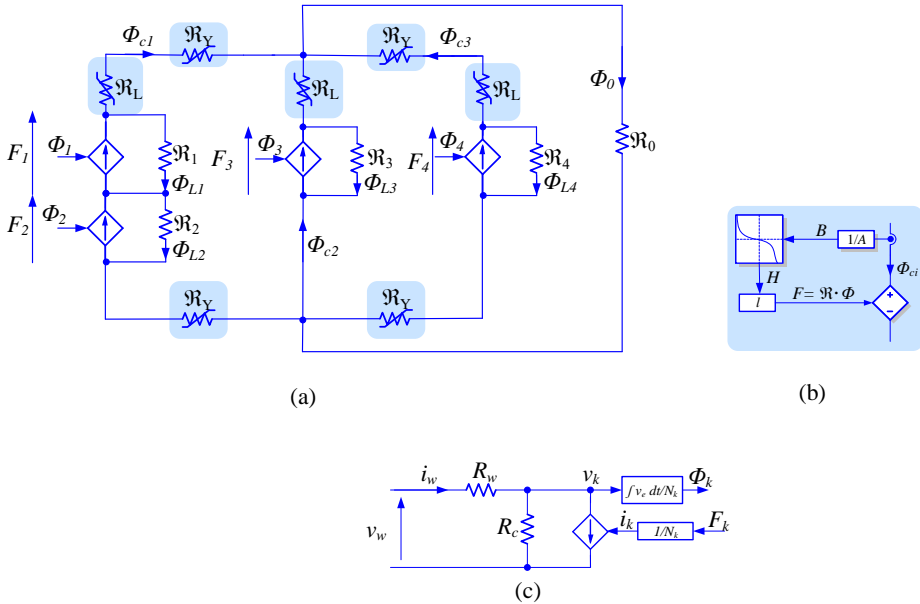 Φc1
ℜY
ℜY
Φc3
ℜL
ℜL
ℜL
Φ0
ℜ0
F1
Φ1
ℜ1
ΦL1
F3
Φ3
ℜ3
ΦL3
F4
Φ4
ℜ4
ΦL4
F2
Φ2
ℜ2
ΦL2
Φc2
ℜY
ℜY
B
1/A
H
Φci
l
F= ℜ· Φ
+
−
(a)
(b)
iw
Rw
vk
∫ve dt/Nk
Φk
vw
Rc
ik
1/Nk
Fk
(c)